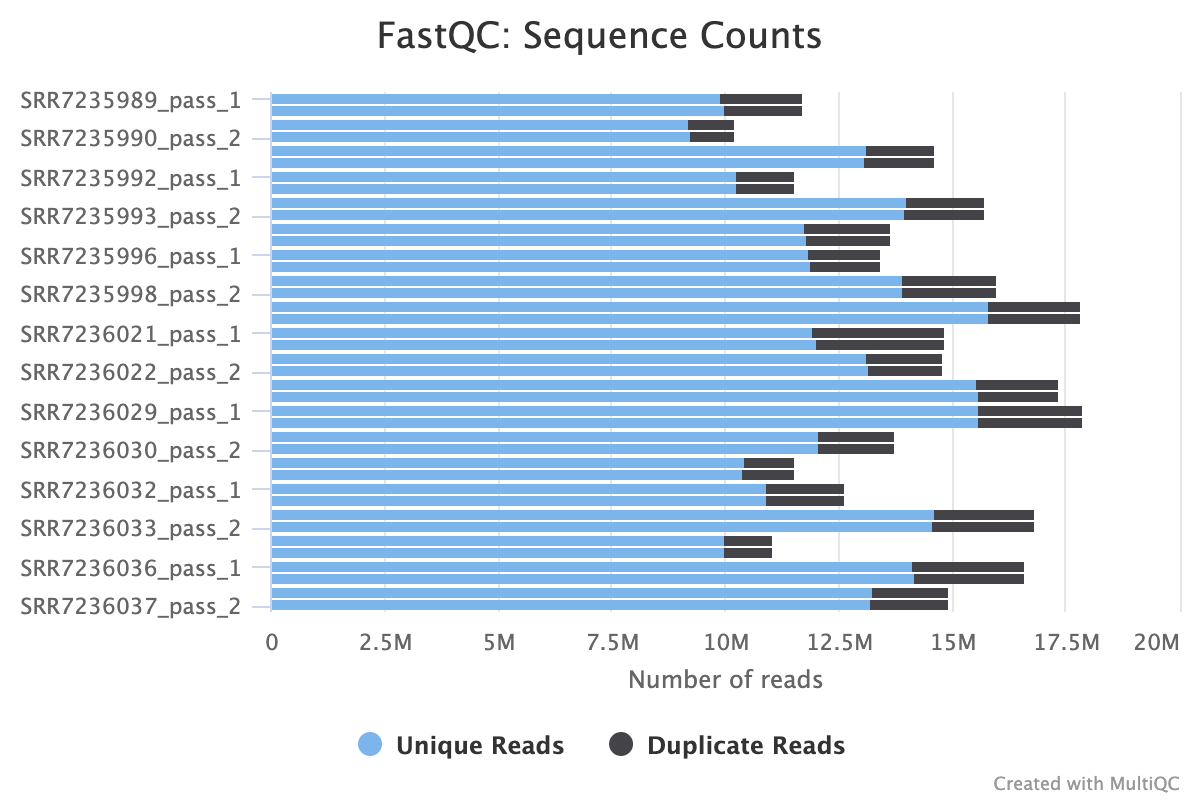 FastQC: Sequence Counts
SRR7235989_pass_1
SRR7235990_pass_2
SRR7235992_pass_1
SRR7235993_pass_2
SRR7235996_pass_1
SRR7235998_pass_2
SRR7236021_pass_1
SRR7236022_pass_2
SRR7236029_pass_1
SRR7236030_pass_2
SRR7236032_pass_1
SRR7236033_pass_2
SRR7236036_pass_1
SRR7236037_pass_2
0 2.5M 5M 7.5M 10M 12.5M 15M 17.5M 20M
Number of reads
Unique Reads Duplicate Reads
Created with MultiQC